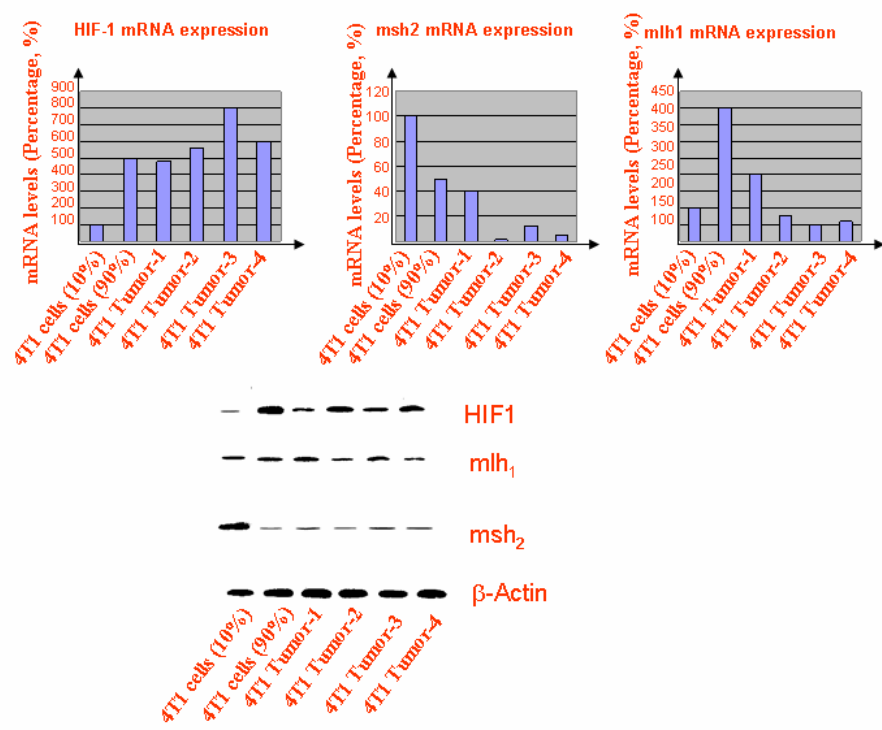 HIF-1 mRNA expression
mRNA levels (Percentage, %)
900
800
700
600
500
400
300
200
100
4T1 cells (10%)
4T1 cells (90%)
4T1 Tumor-1
4T1 Tumor-2
4T1 Tumor-3
4T1 Tumor-4
msh2 mRNA expression
mRNA levels (Percentage, %)
120
100
80
60
40
20
4T1 cells (10%)
4T1 cells (90%)
4T1 Tumor-1
4T1 Tumor-2
4T1 Tumor-3
4T1 Tumor-4
mlh1 mRNA expression
mRNA levels (Percentage, %)
450
400
350
300
250
200
150
100
4T1 cells (10%)
4T1 cells (90%)
4T1 Tumor-1
4T1 Tumor-2
4T1 Tumor-3
4T1 Tumor-4
HIF1
mlh₁
msh₂
β-Actin
4T1 cells (10%)
4T1 cells (90%)
4T1 Tumor-1
4T1 Tumor-2
4T1 Tumor-3
4T1 Tumor-4